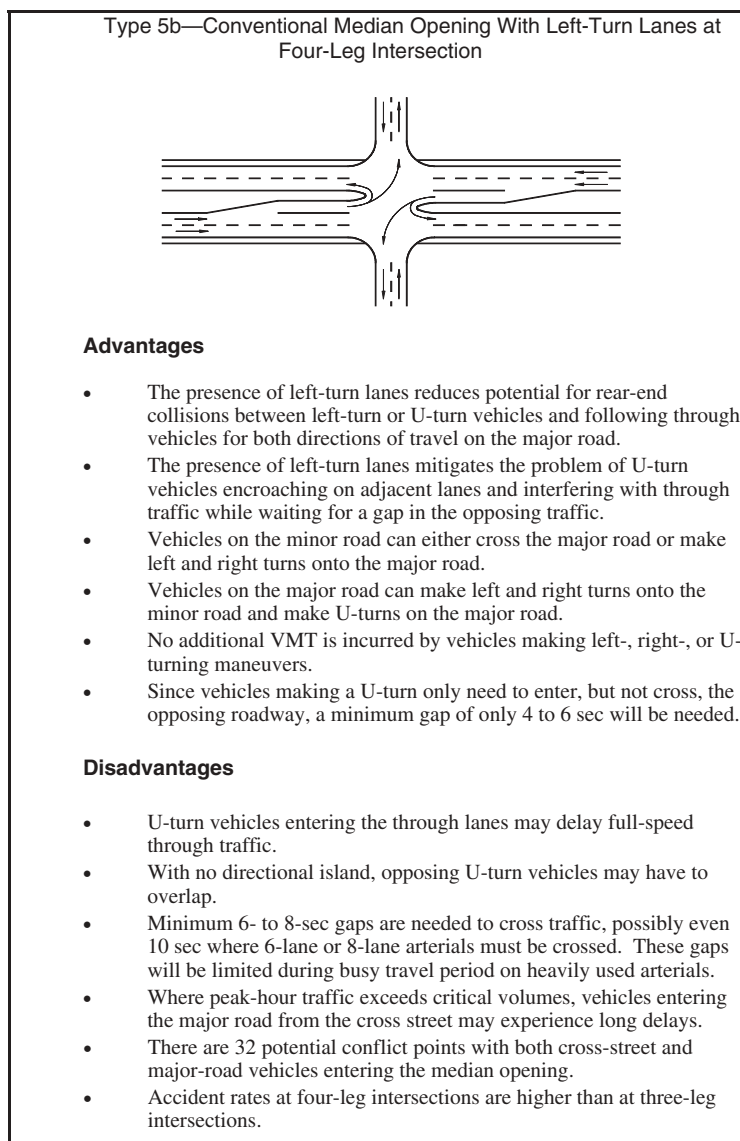 Type 5b—Conventional Median Opening With Left-Turn Lanes at
Four-Leg Intersection
Advantages
• The presence of left-turn lanes reduces potential for rear-end
collisions between left-turn or U-turn vehicles and following through
vehicles for both directions of travel on the major road.
• The presence of left-turn lanes mitigates the problem of U-turn
vehicles encroaching on adjacent lanes and interfering with through
traffic while waiting for a gap in the opposing traffic.
• Vehicles on the minor road can either cross the major road or make
left and right turns onto the major road.
• Vehicles on the major road can make left and right turns onto the
minor road and make U-turns on the major road.
• No additional VMT is incurred by vehicles making left-, right-, or U-
turning maneuvers.
• Since vehicles making a U-turn only need to enter, but not cross, the
opposing roadway, a minimum gap of only 4 to 6 sec will be needed.
Disadvantages
• U-turn vehicles entering the through lanes may delay full-speed
through traffic.
• With no directional island, opposing U-turn vehicles may have to
overlap.
• Minimum 6- to 8-sec gaps are needed to cross traffic, possibly even
10 sec where 6-lane or 8-lane arterials must be crossed. These gaps
will be limited during busy travel period on heavily used arterials.
• Where peak-hour traffic exceeds critical volumes, vehicles entering
the major road from the cross street may experience long delays.
• There are 32 potential conflict points with both cross-street and
major-road vehicles entering the median opening.
• Accident rates at four-leg intersections are higher than at three-leg
intersections.